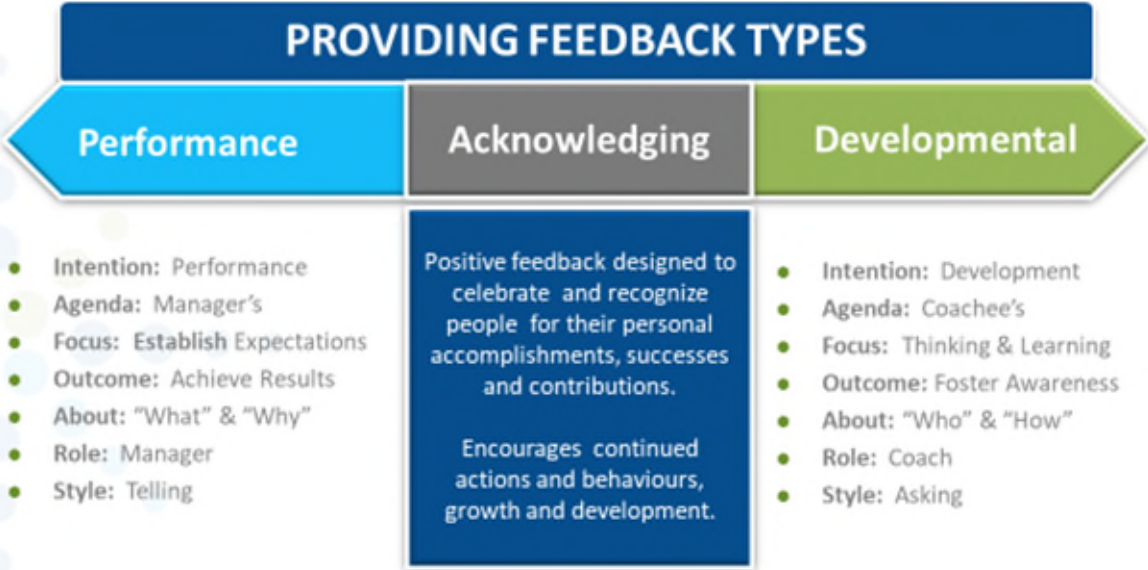 PROVIDING FEEDBACK TYPES
Performance
Acknowledging
Developmental
Intention: Performance
Agenda: Manager's
Focus: Establish Expectations
Outcome: Achieve Results
About: “What” & “Why”
Role: Manager
Style: Telling
Positive feedback designed to
celebrate and recognize
people for their personal
accomplishments, successes
and contributions.
Encourages continued
actions and behaviours,
growth and development.
Intention: Development
Agenda: Coachee’s
Focus: Thinking & Learning
Outcome: Foster Awareness
About: “Who” & “How”
Role: Coach
Style: Asking